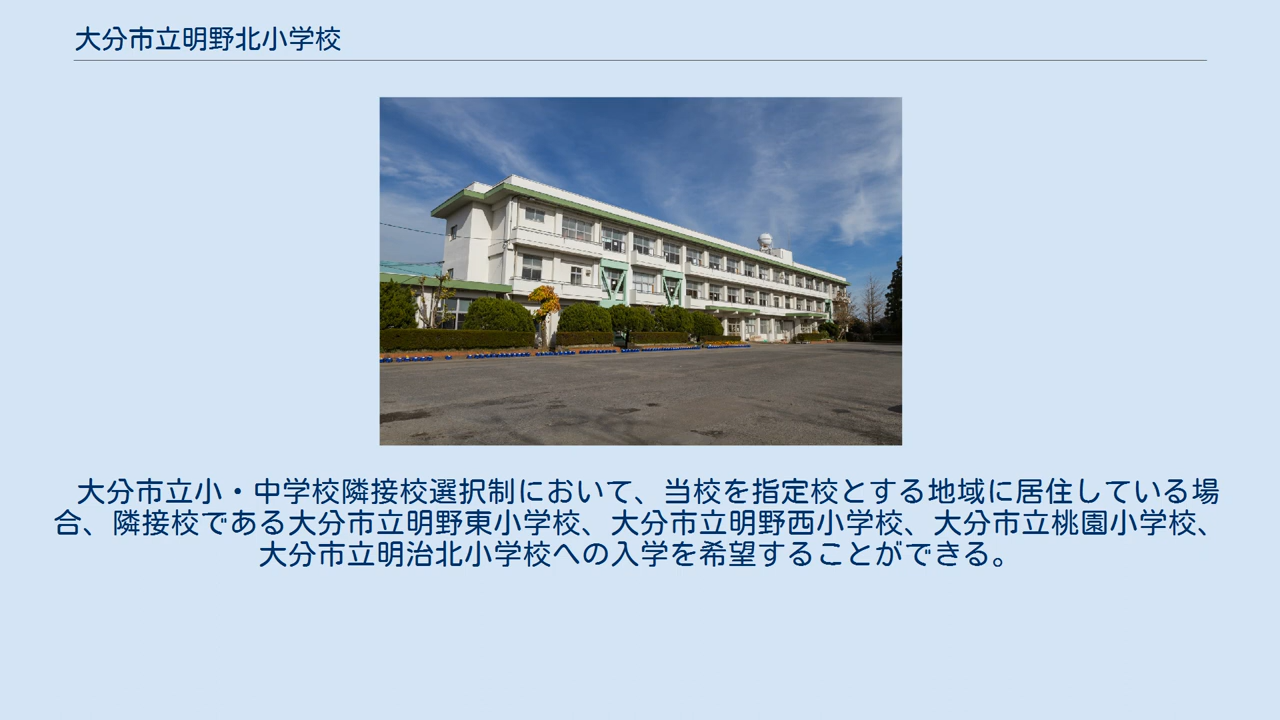 大分市立明野北小学校
大分市立小・中学校隣接校選択制において、当校を指定校とする地域に居住している場
合、隣接校である大分市立明野東小学校、大分市立明野西小学校、大分市立桃園小学校、
大分市立明治北小学校への入学を希望することができる。